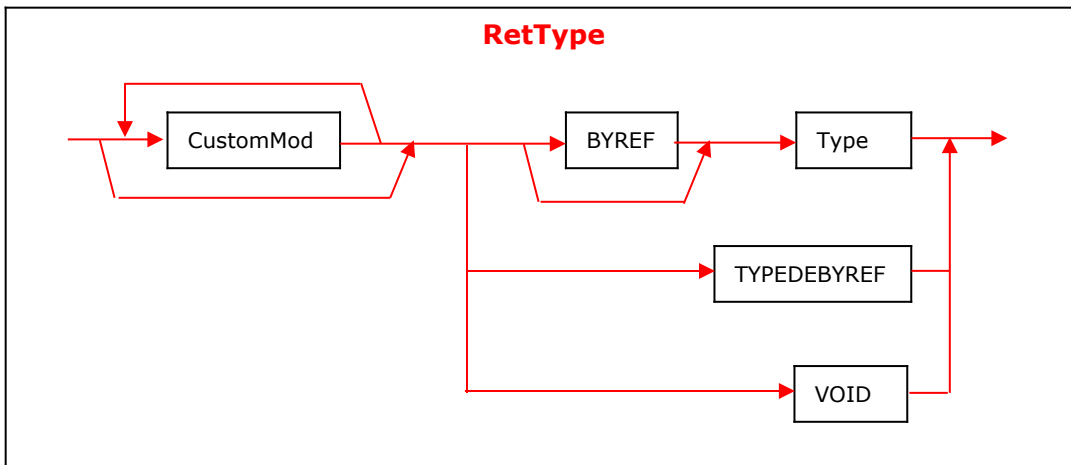 RetType
CustomMod
BYREF
Type
TYPEDEBYREF
VOID